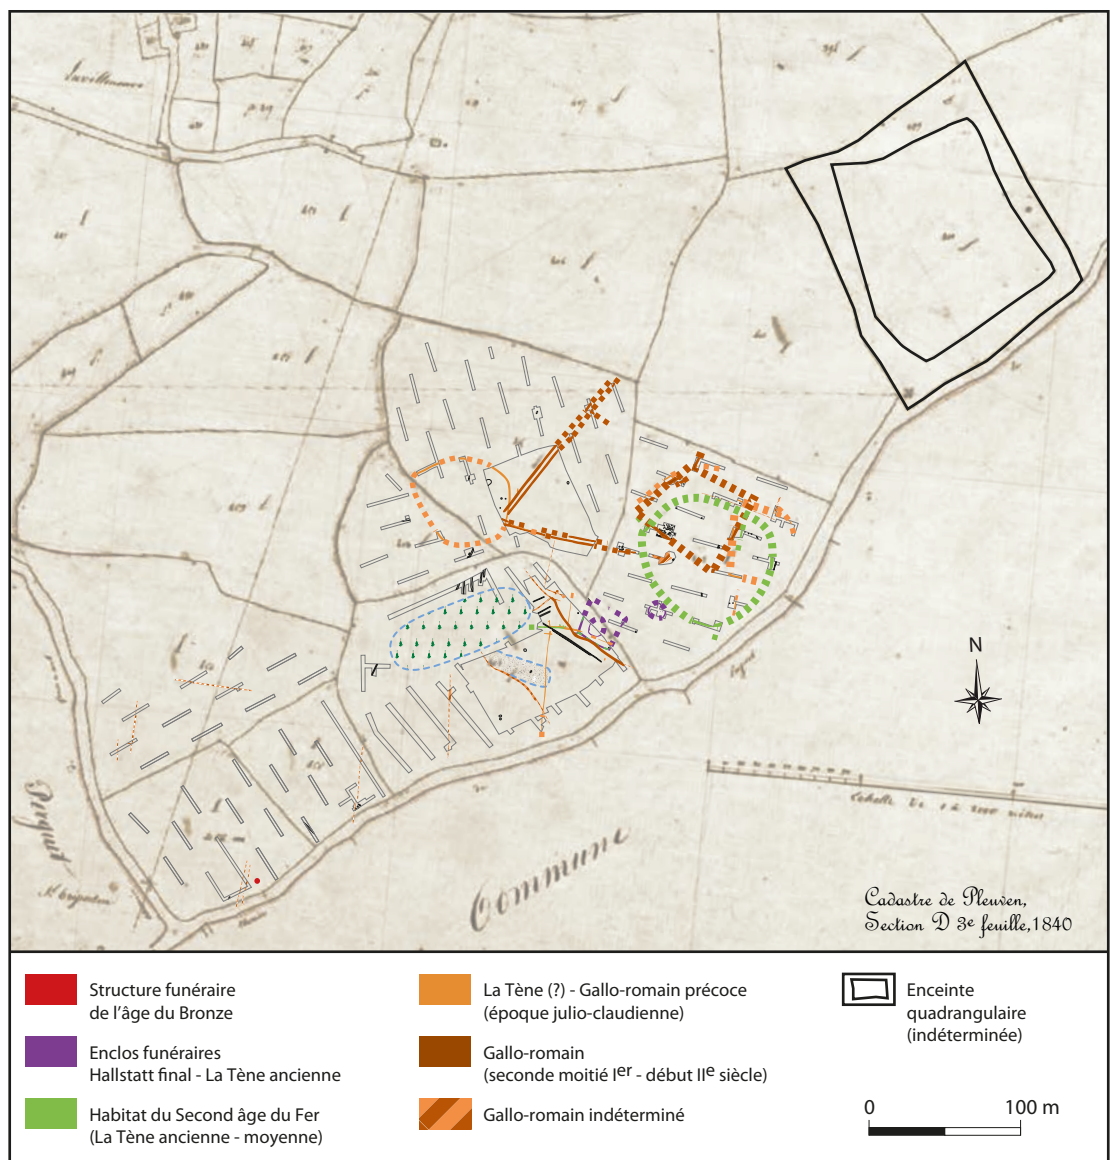 Commune
N
Cadastre de Pleuven,
Section D 3e feuille,1840
Structure funéraire
de l'âge du Bronze
Enclos funéraires
Hallstatt final - La Tène ancienne
Habitat du Second âge du Fer
(La Tène ancienne - moyenne)
La Tène (?) - Gallo-romain précoce
(époque julio-claudienne)
Gallo-romain
(seconde moitié Ier - début IIe siècle)
Gallo-romain indéterminé
Enceinte
quadrangulaire
(indéterminée)
0 100 m